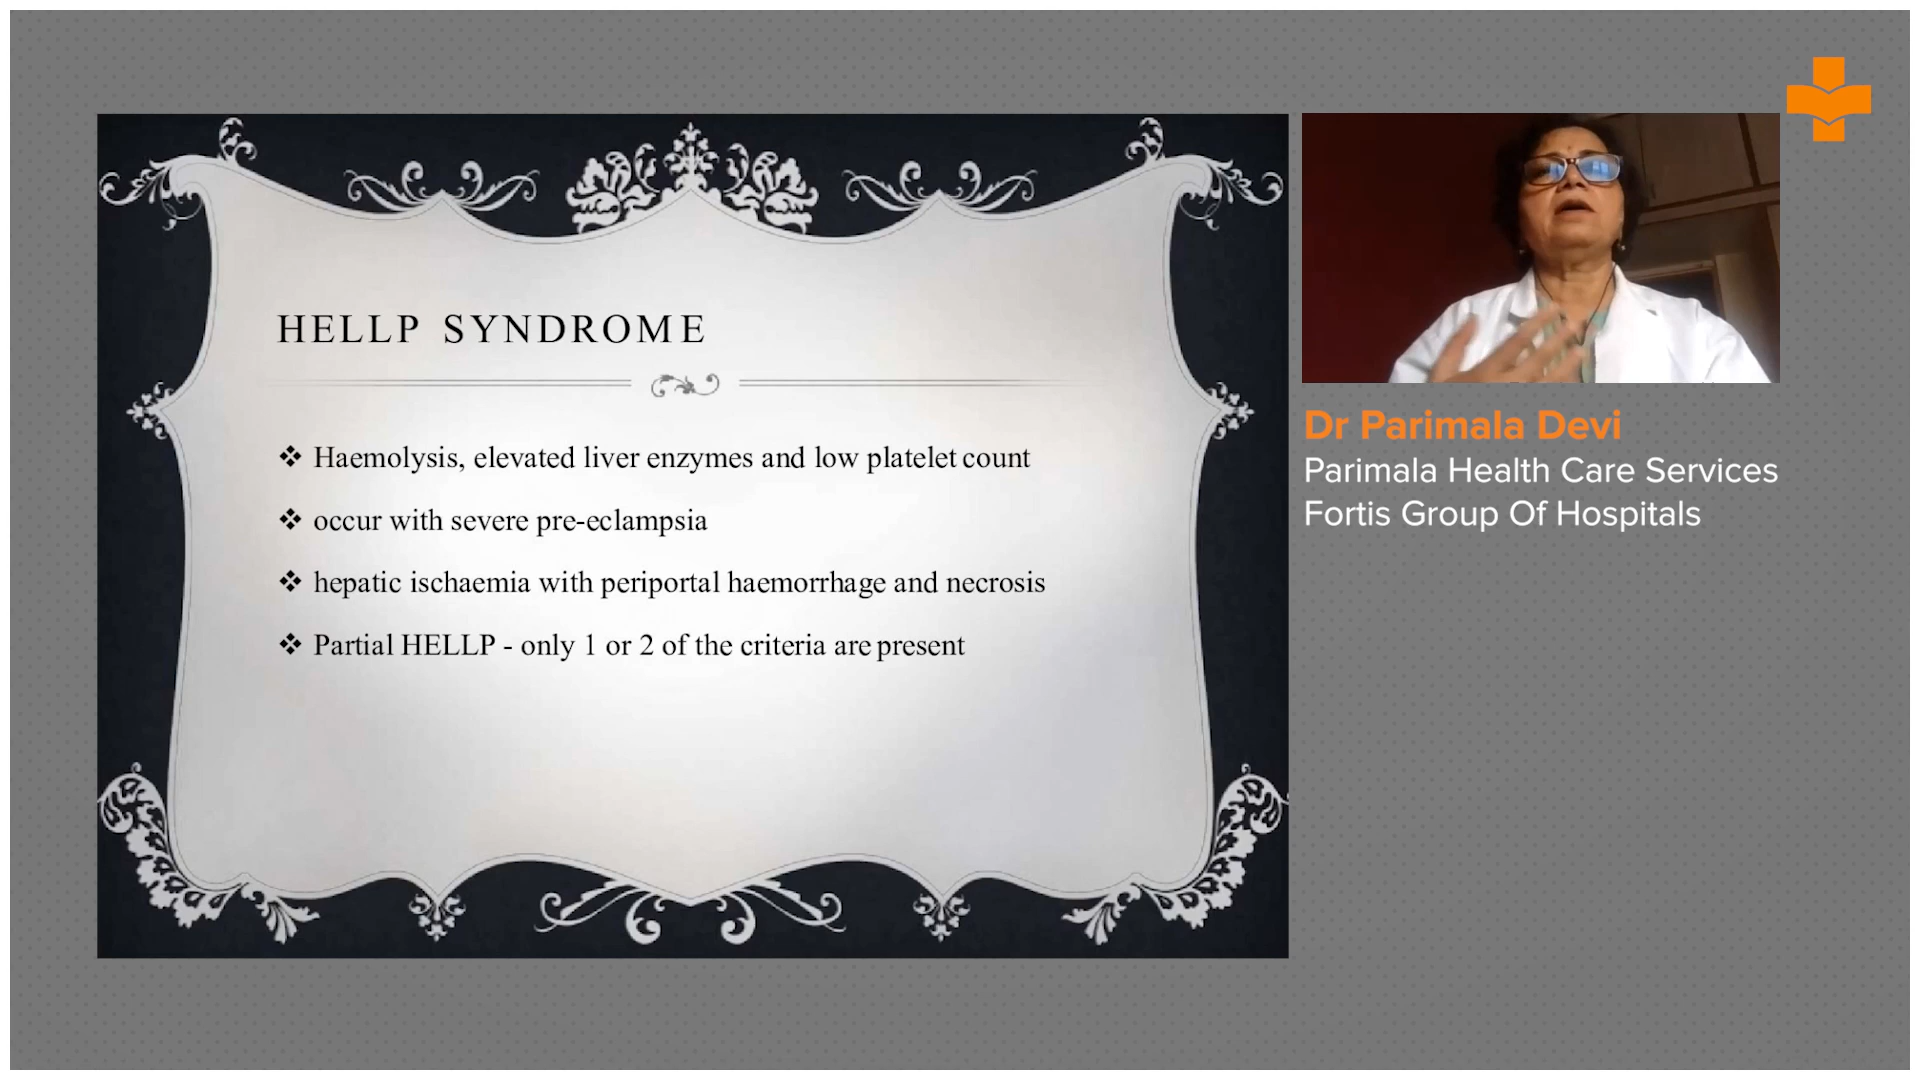 HELLP SYNDROME
Haemolysis, elevated liver enzymes and low platelet count
occur with severe pre-eclampsia
hepatic ischaemia with periportal haemorrhage and necrosis
Partial HELLP - only 1 or 2 of the criteria are present
Dr Parimala Devi
Parimala Health Care Services
Fortis Group Of Hospitals